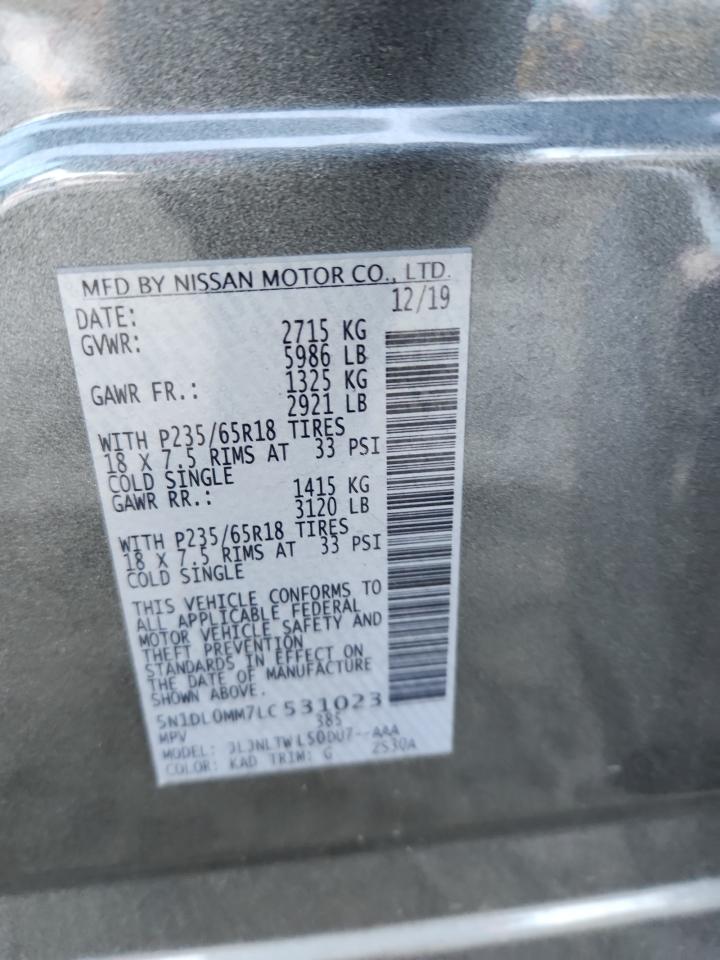 MFD BY NISSAN MOTOR CO., LTD.
DATE: 12/19
GVWR: 2715 KG
5986 LB
GAWR FR.: 1325 KG
2921 LB
WITH P235/65R18 TIRES
18 X 7.5 RIMS AT 33 PSI
COLD SINGLE
GAWR RR.: 1415 KG
3120 LB
WITH P235/65R18 TIRES
18 X 7.5 RIMS AT 33 PSI
COLD SINGLE
THIS VEHICLE CONFORMS TO
ALL APPLICABLE FEDERAL
MOTOR VEHICLE SAFETY AND
THEFT PREVENTION
STANDARDS IN EFFECT ON
THE DATE OF MANUFACTURE
SHOWN ABOVE.
5N1DL0MM7LC 531023
MPV 385
MODEL:
COLOR: KAD TRIM: G 2530A